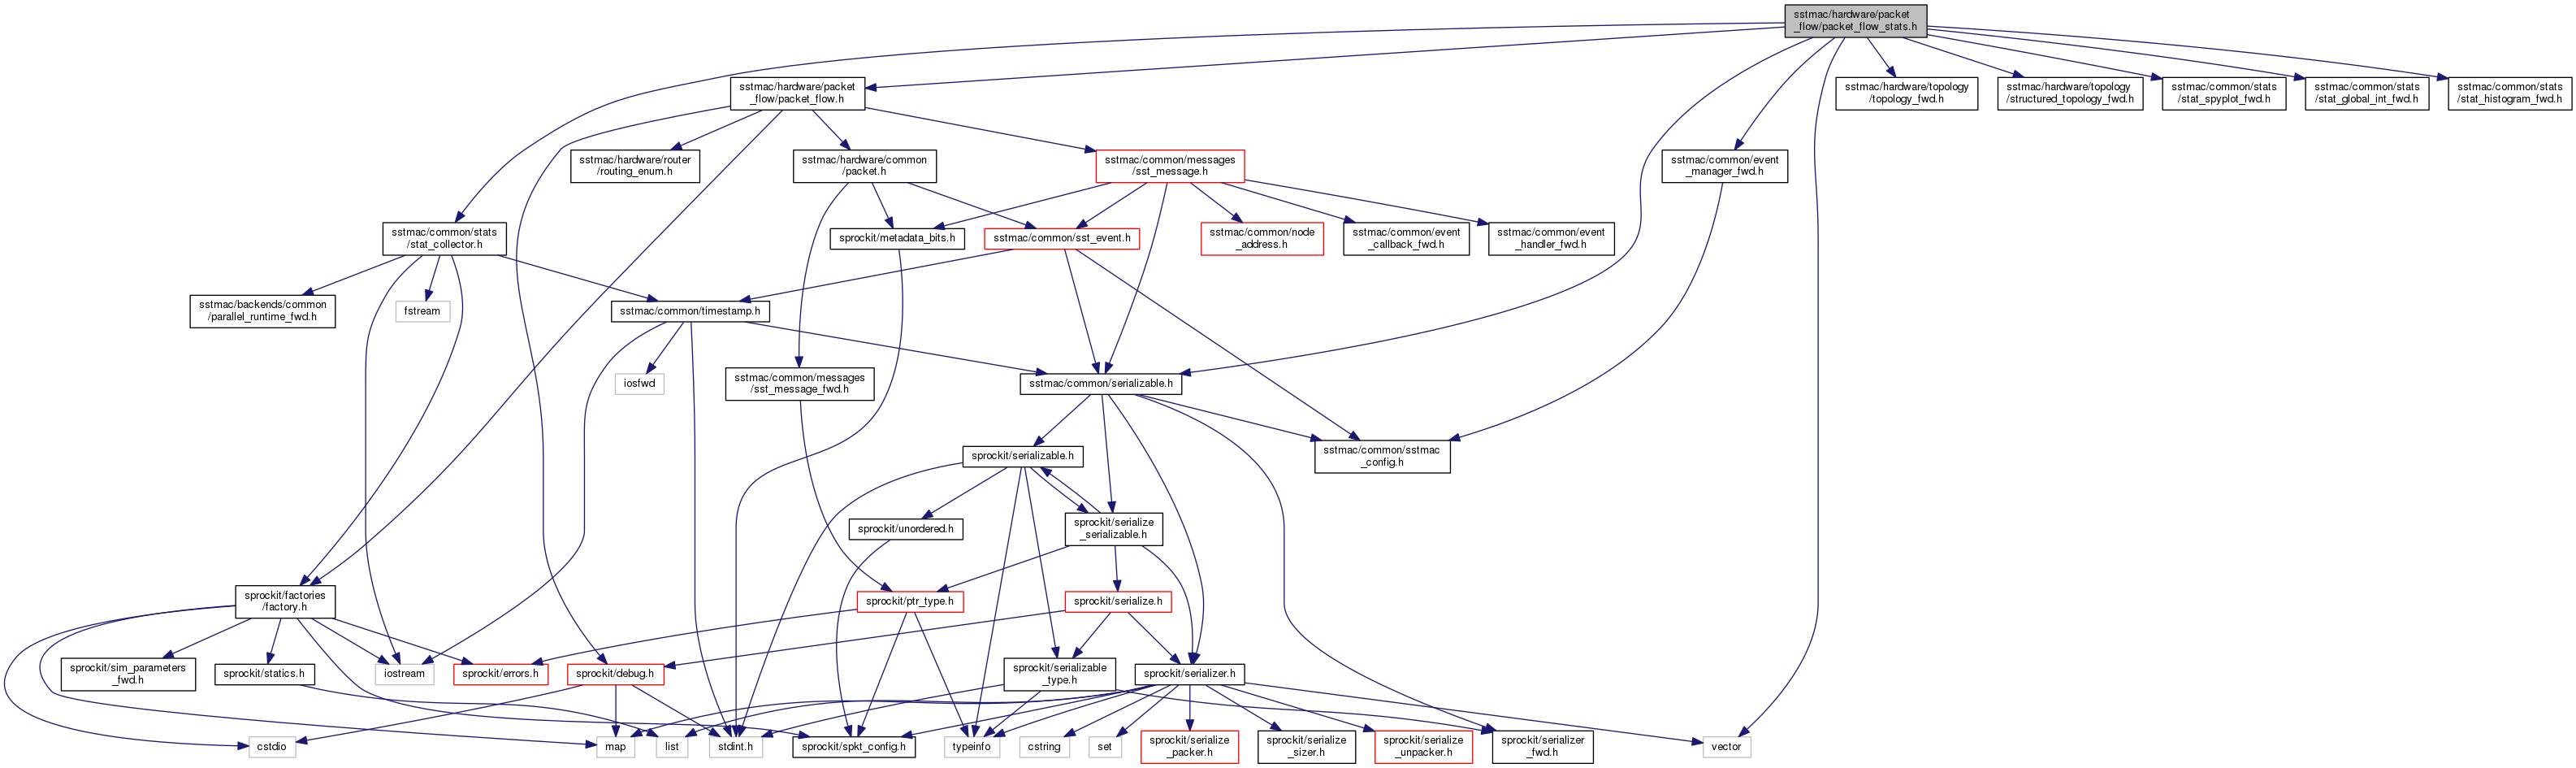 sstmac/hardware/packet
_flow/packet_flow_stats.h
sstmac/hardware/packet
_flow/packet_flow.h
sstmac/hardware/topology
/topology_fwd.h
sstmac/hardware/topology
/structured_topology_fwd.h
sstmac/common/stats
/stat_spyplot_fwd.h
sstmac/common/stats
/stat_global_int_fwd.h
sstmac/common/stats
/stat_histogram_fwd.h
sstmac/hardware/router
/routing_enum.h
sstmac/hardware/common
/packet.h
sstmac/common/messages
/sst_message.h
sstmac/common/event
_manager_fwd.h
sstmac/common/stats
/stat_collector.h
sprockit/metadata_bits.h
sstmac/common/sst_event.h
sstmac/common/node
_address.h
sstmac/common/event
_callback_fwd.h
sstmac/common/event
_handler_fwd.h
sstmac/backends/common
/parallel_runtime_fwd.h
fstream
sstmac/common/timestamp.h
iosfwd
sstmac/common/messages
/sst_message_fwd.h
sstmac/common/serializable.h
sprockit/serializable.h
sstmac/common/sstmac
_config.h
sprockit/unordered.h
sprockit/serialize
_serializable.h
sprockit/factories
/factory.h
sprockit/ptr_type.h
sprockit/serialize.h
sprockit/sim_parameters
_fwd.h
sprockit/statics.h
iostream
sprockit/errors.h
sprockit/debug.h
sprockit/serializable
_type.h
sprockit/serializer.h
cstdio
map
list
stdint.h
sprockit/spkt_config.h
typeinfo
cstring
set
sprockit/serialize
_packer.h
sprockit/serialize
_sizer.h
sprockit/serialize
_unpacker.h
sprockit/serializer
_fwd.h
vector